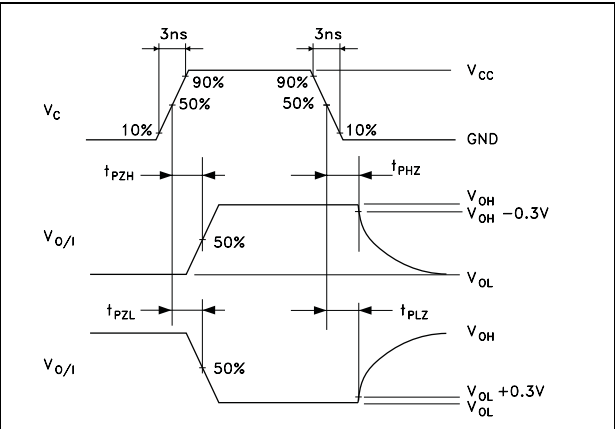 3ns 3ns
90% 90% V_CC
V_C 50% 50%
10% 10% GND
t_PZH t_PHZ
V_OH
V_OH −0.3V
V_O/I 50%
V_OL
t_PZL t_PLZ
V_OH
V_O/I 50%
V_OL +0.3V
V_OL